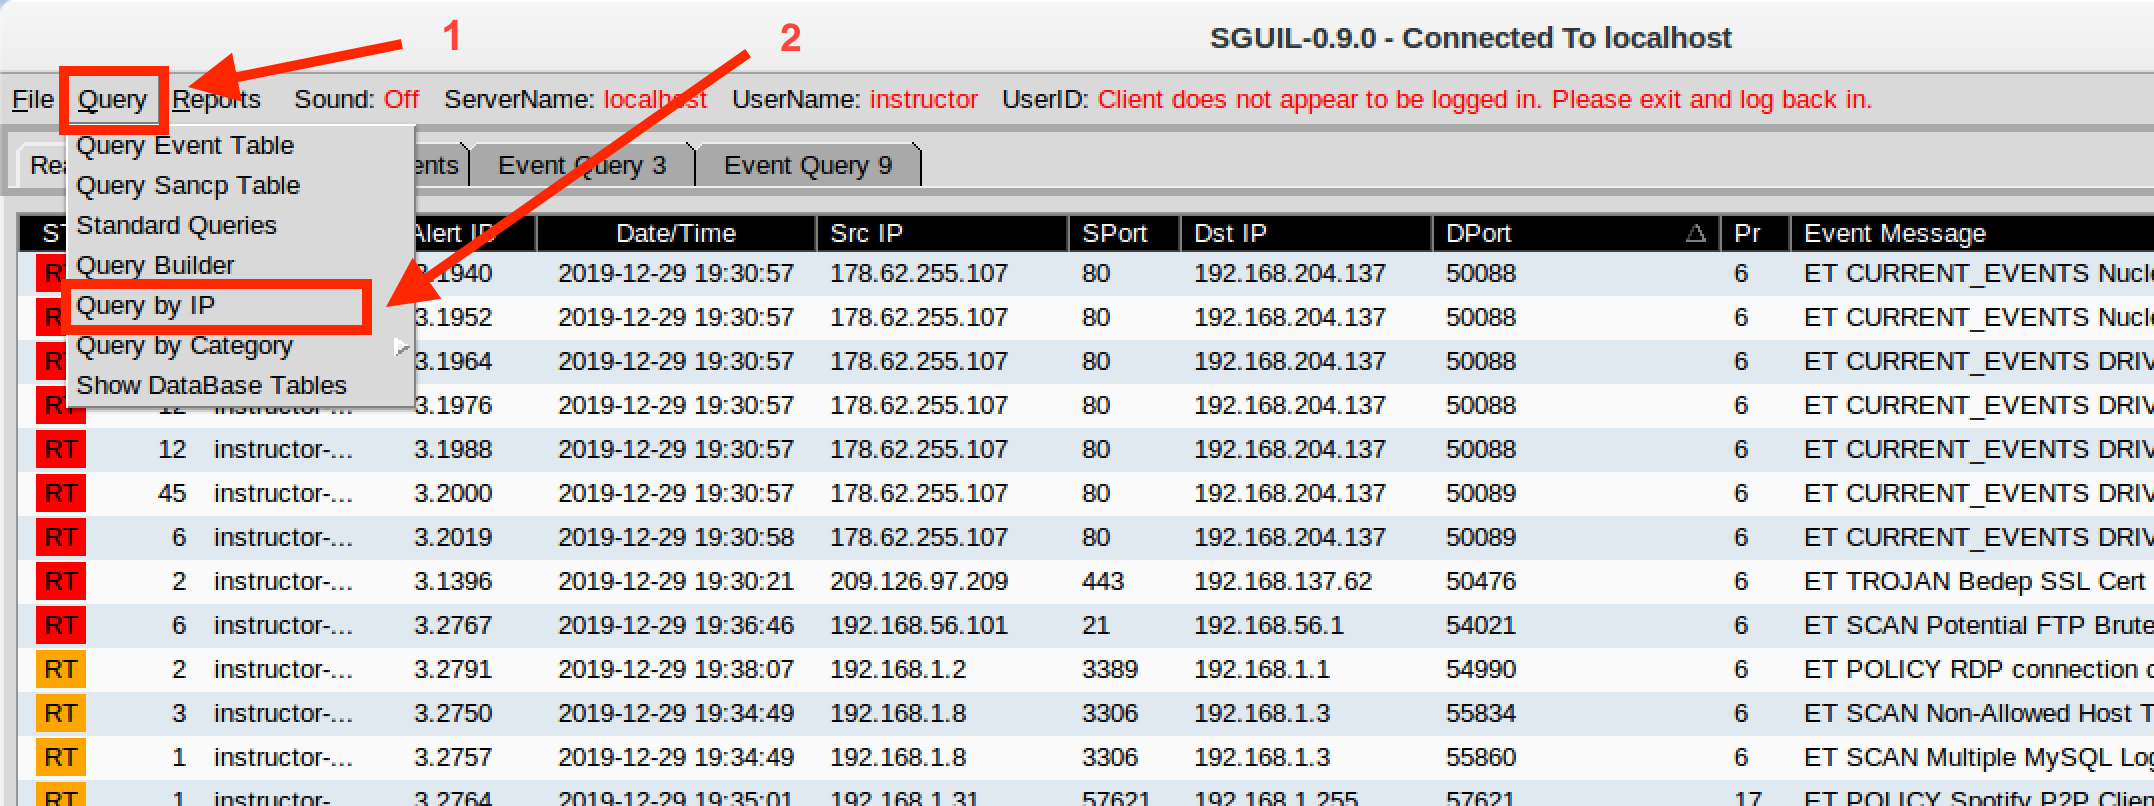 1
2
SGUIL-0.9.0 - Connected To localhost
File Query Reports Sound: Off ServerName: localhost UserName: instructor UserID: Client does not appear to be logged in. Please exit and log back in.
Query Event Table
Query Sancp Table
Standard Queries
Query Builder
Query by IP
Query by Category
Show DataBase Tables
Event Query 3 Event Query 9
Alert ID Date/Time Src IP SPort Dst IP DPort Pr Event Message
3.1940 2019-12-29 19:30:57 178.62.255.107 80 192.168.204.137 50088 6 ET CURRENT_EVENTS Nucle
3.1952 2019-12-29 19:30:57 178.62.255.107 80 192.168.204.137 50088 6 ET CURRENT_EVENTS Nucle
3.1964 2019-12-29 19:30:57 178.62.255.107 80 192.168.204.137 50088 6 ET CURRENT_EVENTS DRIV
RT 12 instructor-... 3.1976 2019-12-29 19:30:57 178.62.255.107 80 192.168.204.137 50088 6 ET CURRENT_EVENTS DRIV
RT 12 instructor-... 3.1988 2019-12-29 19:30:57 178.62.255.107 80 192.168.204.137 50088 6 ET CURRENT_EVENTS DRIV
RT 45 instructor-... 3.2000 2019-12-29 19:30:57 178.62.255.107 80 192.168.204.137 50089 6 ET CURRENT_EVENTS DRIV
RT 6 instructor-... 3.2019 2019-12-29 19:30:58 178.62.255.107 80 192.168.204.137 50089 6 ET CURRENT_EVENTS DRIV
RT 2 instructor-... 3.1396 2019-12-29 19:30:21 209.126.97.209 443 192.168.137.62 50476 6 ET TROJAN Bedep SSL Cert
RT 6 instructor-... 3.2767 2019-12-29 19:36:46 192.168.56.101 21 192.168.56.1 54021 6 ET SCAN Potential FTP Brute
RT 2 instructor-... 3.2791 2019-12-29 19:38:07 192.168.1.2 3389 192.168.1.1 54990 6 ET POLICY RDP connection c
RT 3 instructor-... 3.2750 2019-12-29 19:34:49 192.168.1.8 3306 192.168.1.3 55834 6 ET SCAN Non-Allowed Host T
RT 1 instructor-... 3.2757 2019-12-29 19:34:49 192.168.1.8 3306 192.168.1.3 55860 6 ET SCAN Multiple MySQL Log
RT 1 instructor- 3.2764 2019-12-29 19:35:01 192.168.1.31 57621 192.168.1.255 57621 17 ET POLICY Spotify P2P Clien